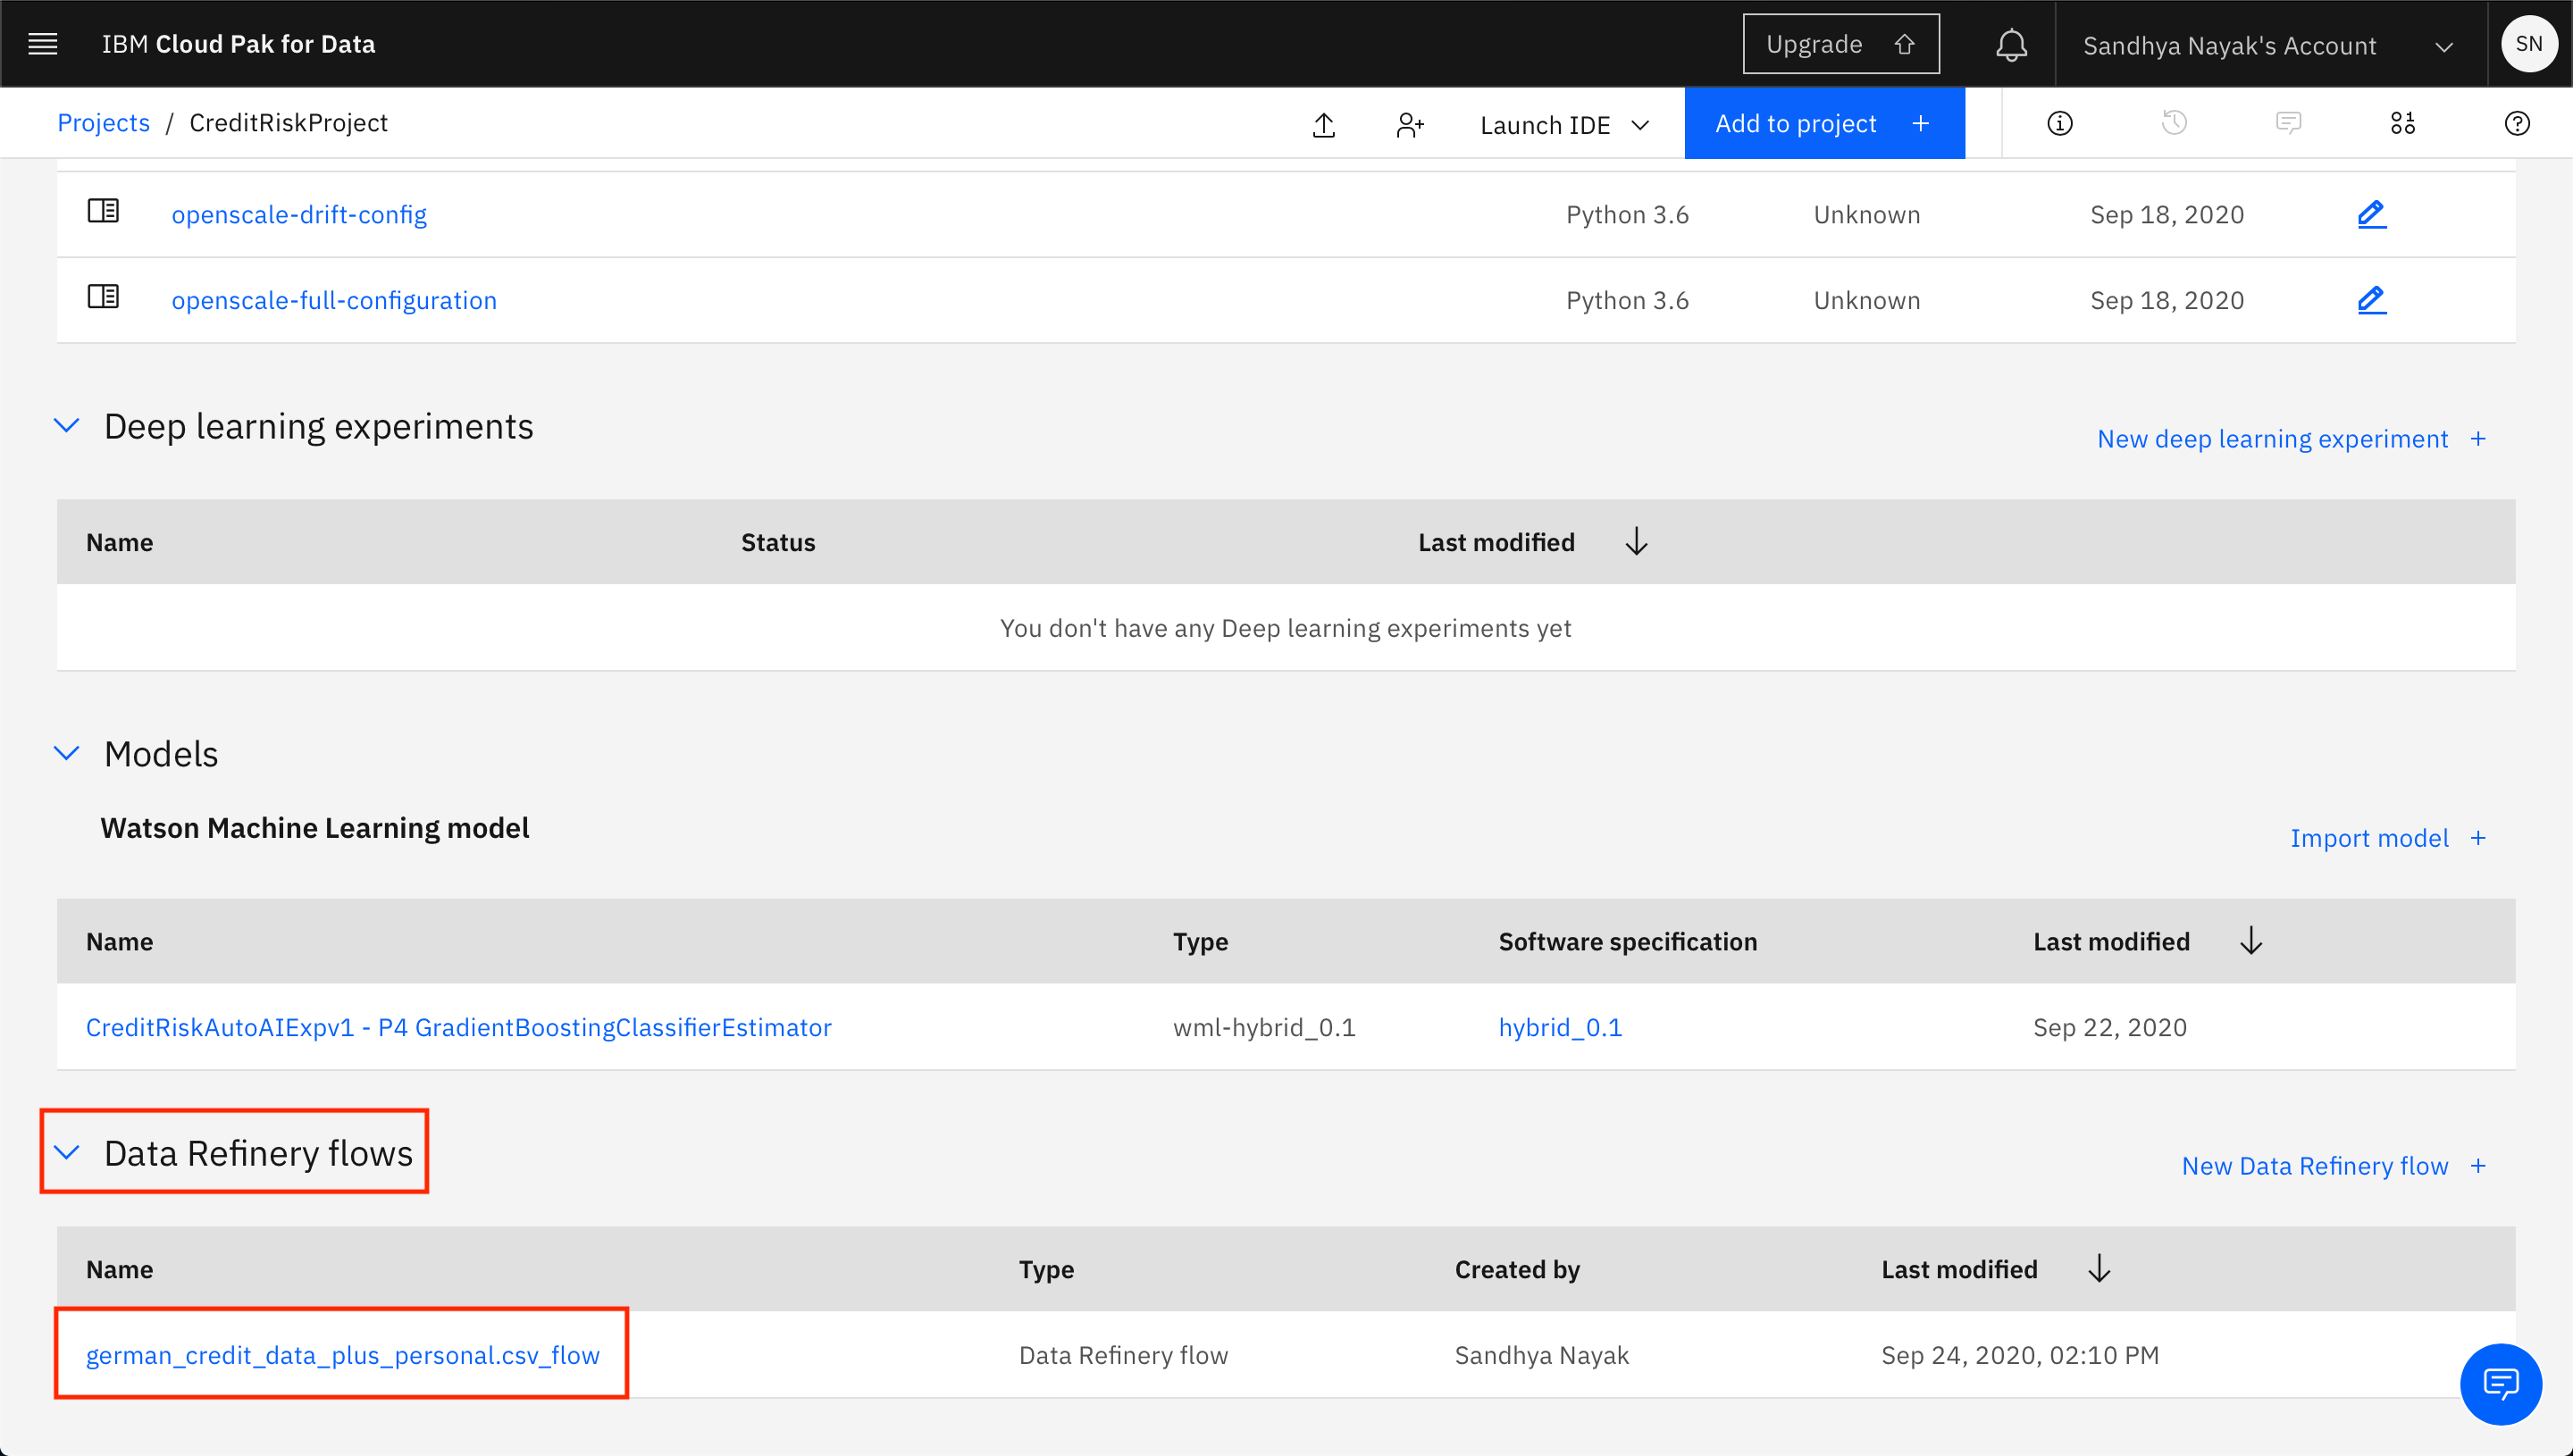 IBM Cloud Pak for Data Upgrade Sandhya Nayak's Account SN
Projects / CreditRiskProject Launch IDE Add to project +
openscale-drift-config Python 3.6 Unknown Sep 18, 2020
openscale-full-configuration Python 3.6 Unknown Sep 18, 2020
Deep learning experiments
New deep learning experiment +
Name Status Last modified
You don't have any Deep learning experiments yet
Models
Watson Machine Learning model
Import model +
Name Type Software specification Last modified
CreditRiskAutoAIExpv1 - P4 GradientBoostingClassifierEstimator wml-hybrid_0.1 hybrid_0.1 Sep 22, 2020
Data Refinery flows
New Data Refinery flow +
Name Type Created by Last modified
german_credit_data_plus_personal.csv_flow Data Refinery flow Sandhya Nayak Sep 24, 2020, 02:10 PM